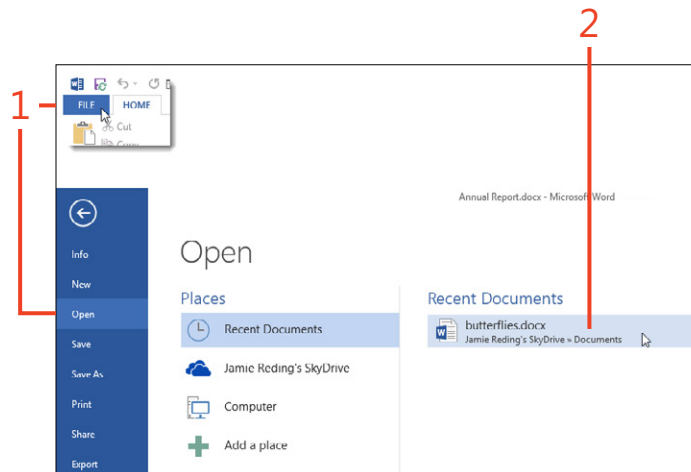 2
1
FILE HOME
Cut
Copy
Annual Report.docx - Microsoft Word
Info
New
Open
Save
Save As
Print
Share
Export
Open
Places
Recent Documents
Jamie Reding's SkyDrive
Computer
Add a place
Recent Documents
butterflies.docx
Jamie Reding's SkyDrive » Documents